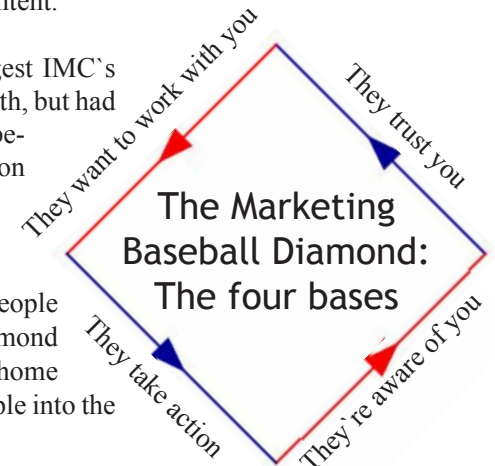 ntent.
gest IMC`s
th, but had
be-
on
eople
mond
home
ple into the
They want to work with you
They trust you
The Marketing
Baseball Diamond:
The four bases
They take action
They`re aware of you